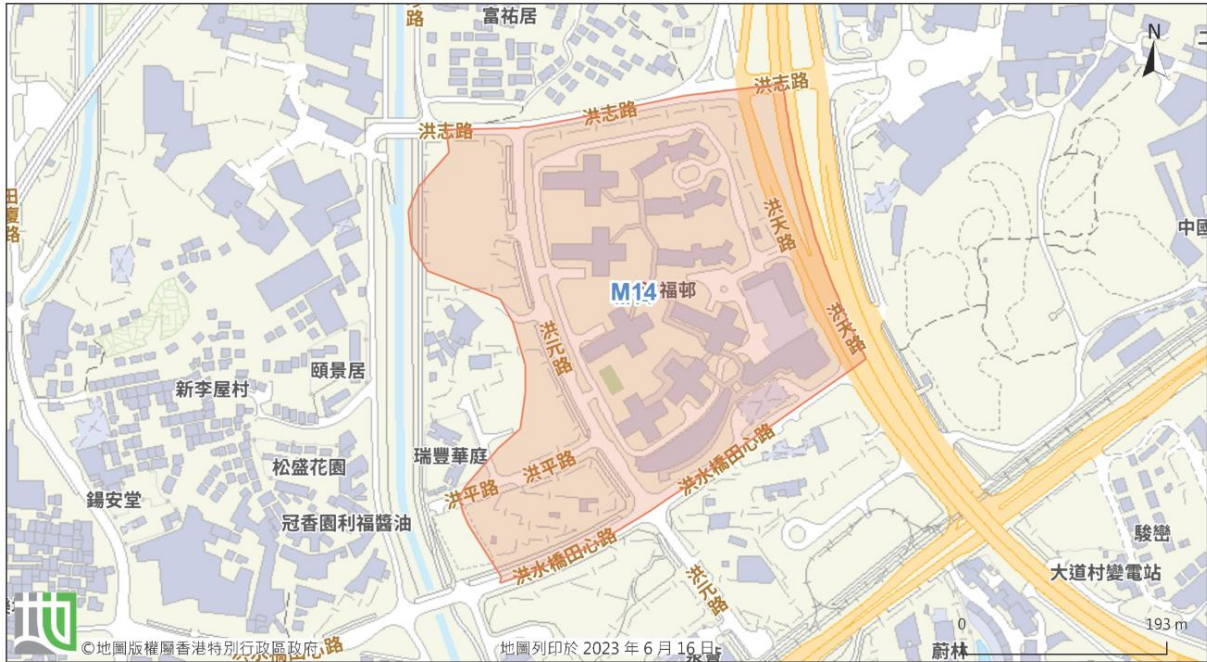 富祐居
N
洪志路
洪志路
洪志路
田廈路
洪天路
中國
M14
福邨
洪元路
洪天路
頤景居
新李屋村
瑞豐華庭
洪平路
洪水橋田心路
松盛花園
洪平路
鍚安堂
冠香園利福醬油
駿巒
洪水橋田心路
大道村變電站
洪元路
0
193 m
©地圖版權屬香港特別行政區政府
地圖列印於 2023 年 6 月 16 日
蔚林